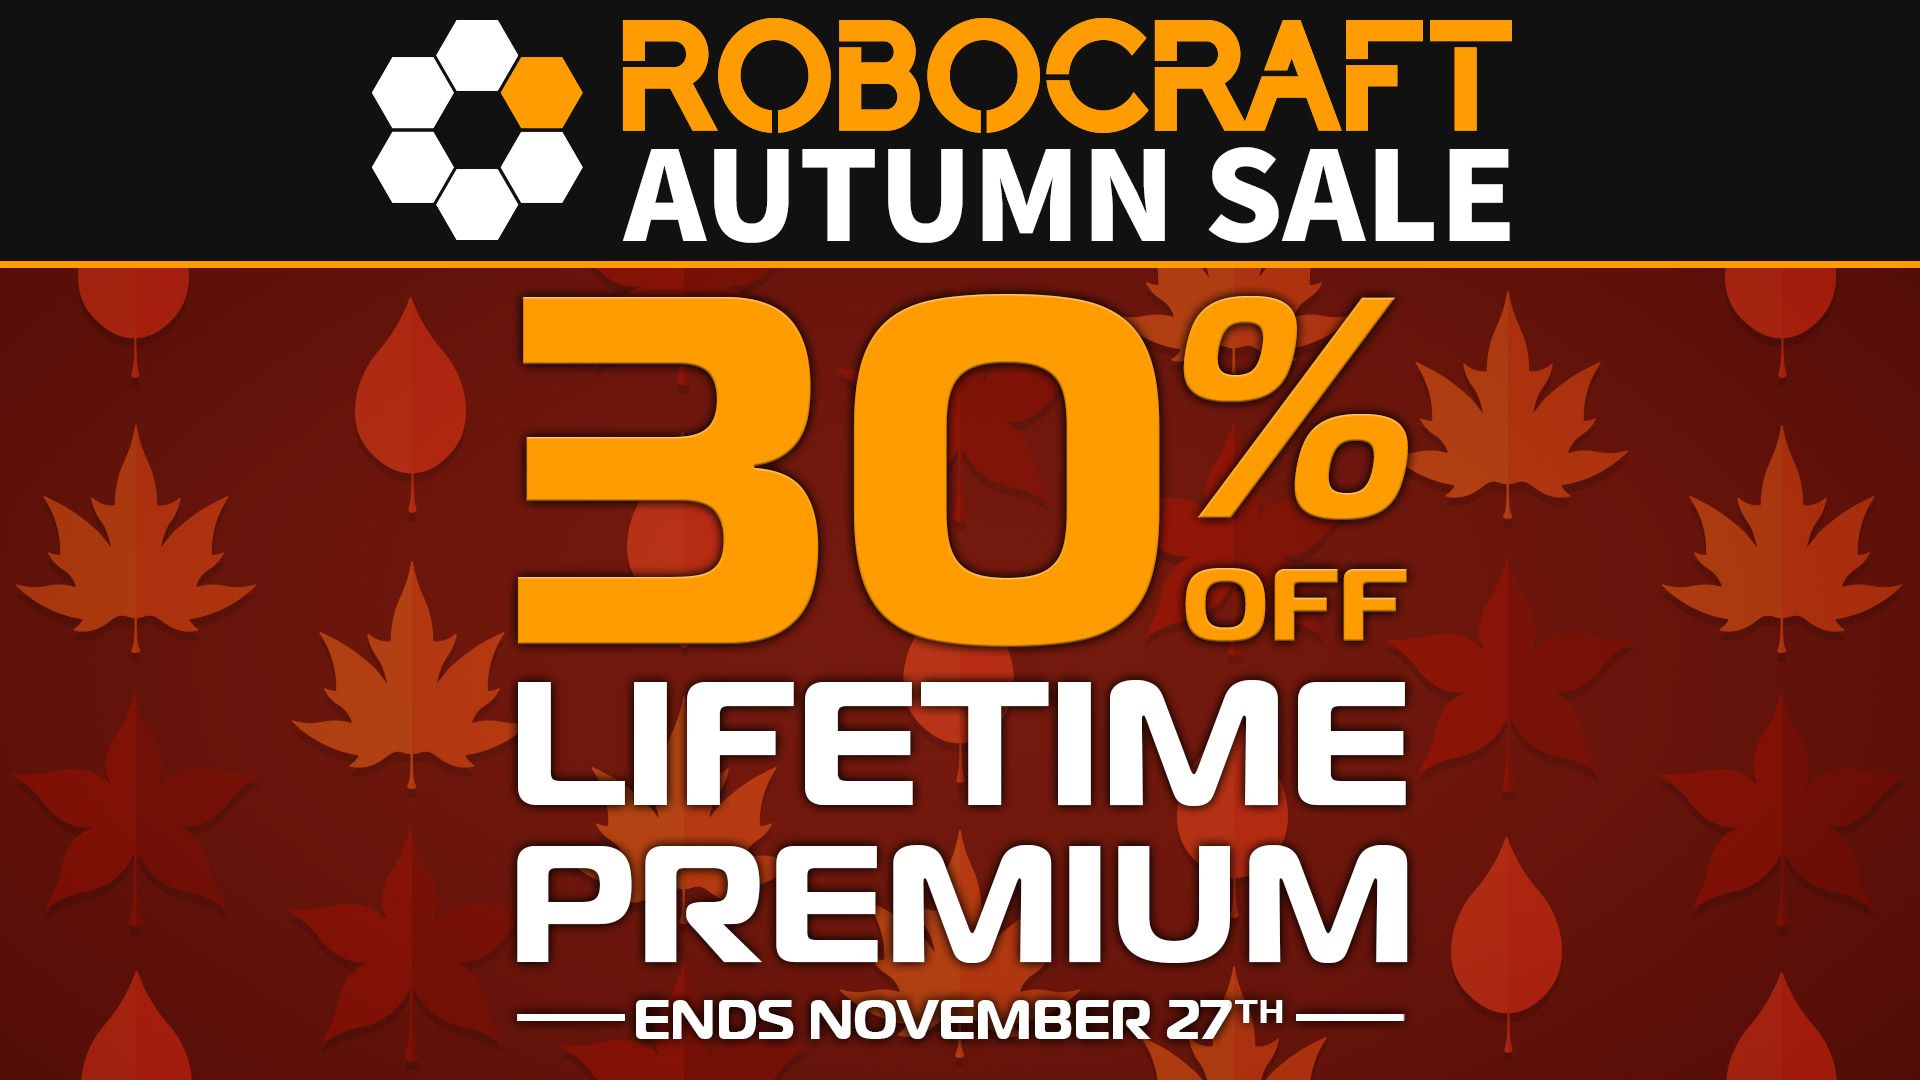 ROBOCRAFT
AUTUMN SALE
30%
OFF
LIFETIME
PREMIUM
ENDS NOVEMBER 27TH